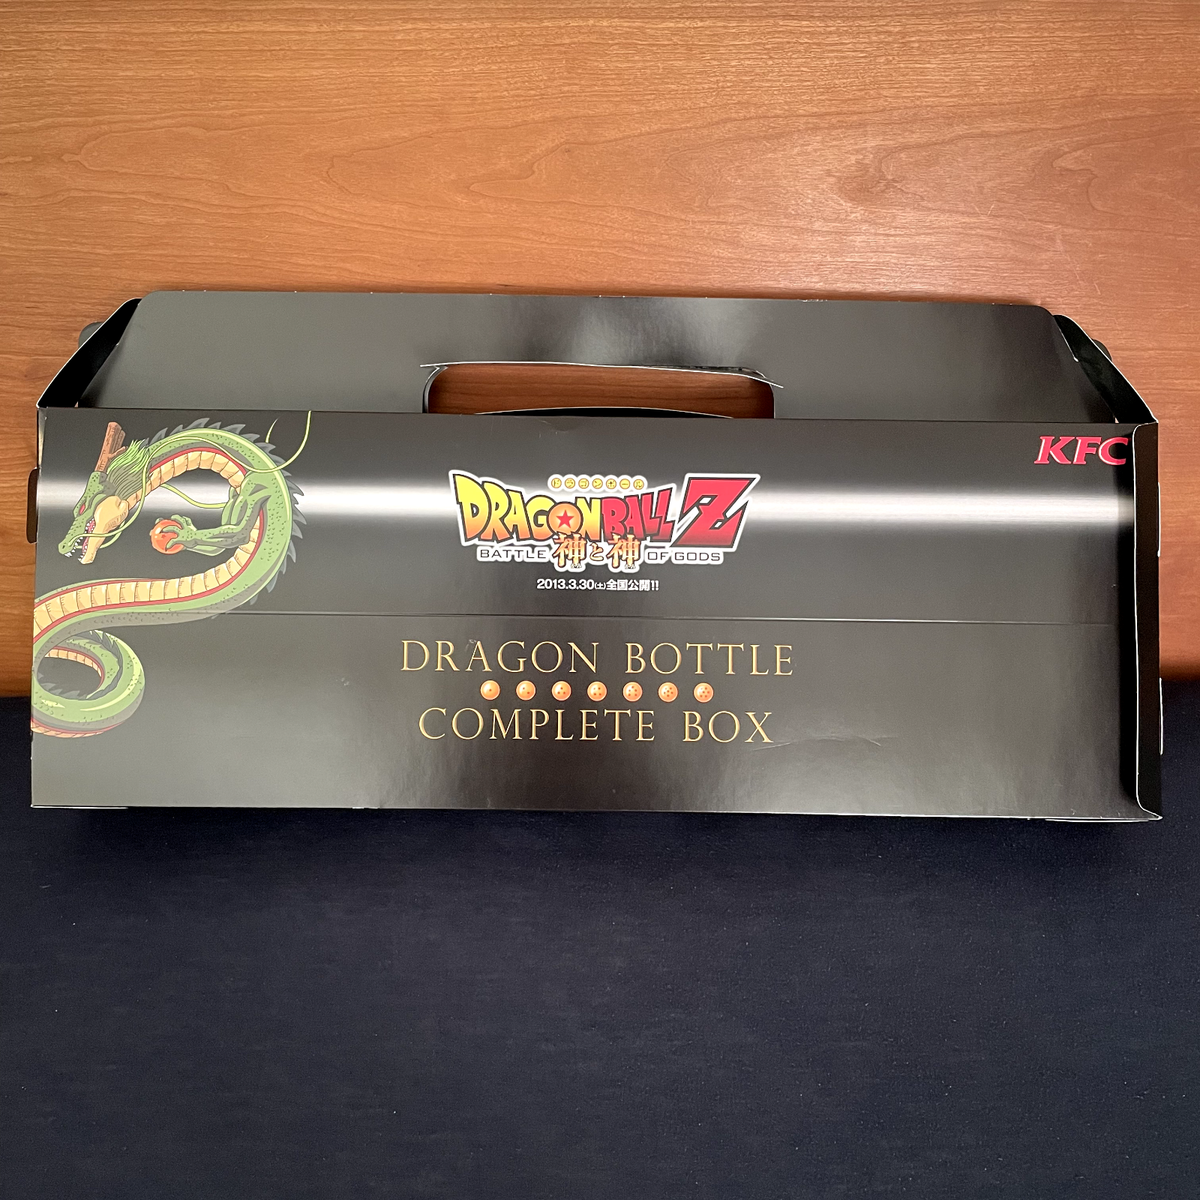 KFC
ドラゴンボール
DRAGON BALL Z
BATTLE 神と神 OF GODS
2013.3.30(土)全国公開!!
DRAGON BOTTLE
COMPLETE BOX